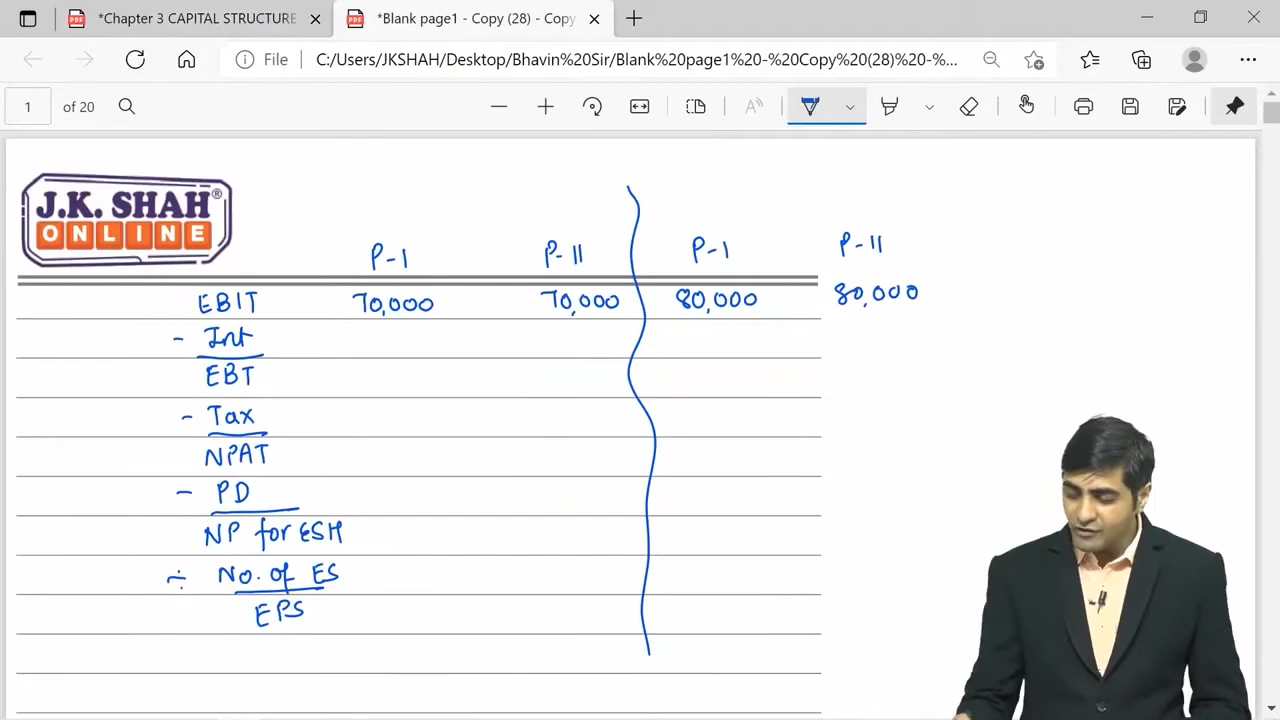 *Chapter 3 CAPITAL STRUCTURE
*Blank page1 - Copy (28) - Copy
File C:/Users/JKSHAH/Desktop/Bhavin%20Sir/Blank%20page1%20-%20Copy%20(28)%20-%...
1 of 20
J.K. SHAH®
ONLINE
P-I P-II P-I P-II
EBIT 70,000 70,000 80,000 80,000
- Int
EBT
- Tax
NPAT
- PD
NP for ESH
÷ No. of ES
EPS